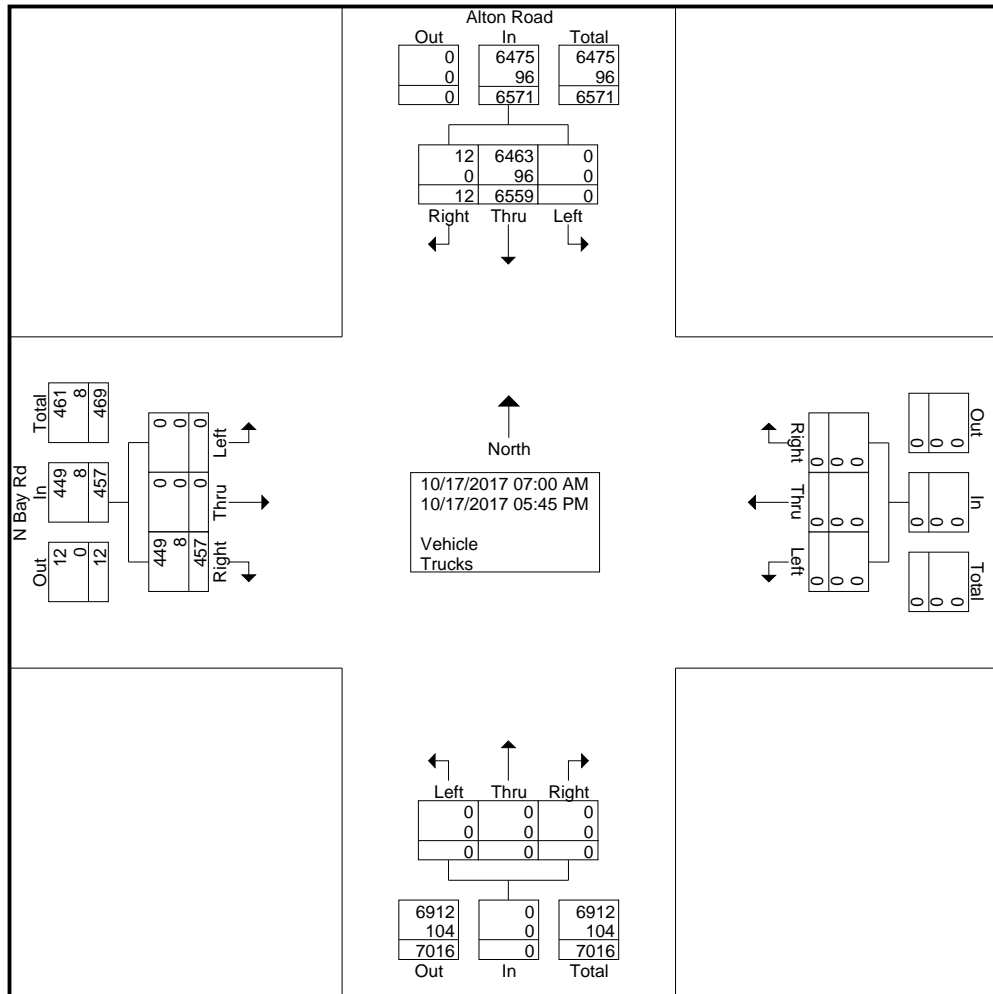 Alton Road
Out In Total
0 6475 6475
0 96 96
0 6571 6571
12 6463 0
0 96 0
12 6559 0
Right Thru Left
N Bay Rd
Total In Out
461 449 12
8 8 0
469 457 12
0 0 449
0 0 8
0 0 457
Left Thru Right
North
10/17/2017 07:00 AM
10/17/2017 05:45 PM
Vehicle
Trucks
Right Thru Left
0 0 0
0 0 0
0 0 0
Out In Total
0 0 0
0 0 0
0 0 0
Left Thru Right
0 0 0
0 0 0
0 0 0
6912 0 6912
104 0 104
7016 0 7016
Out In Total